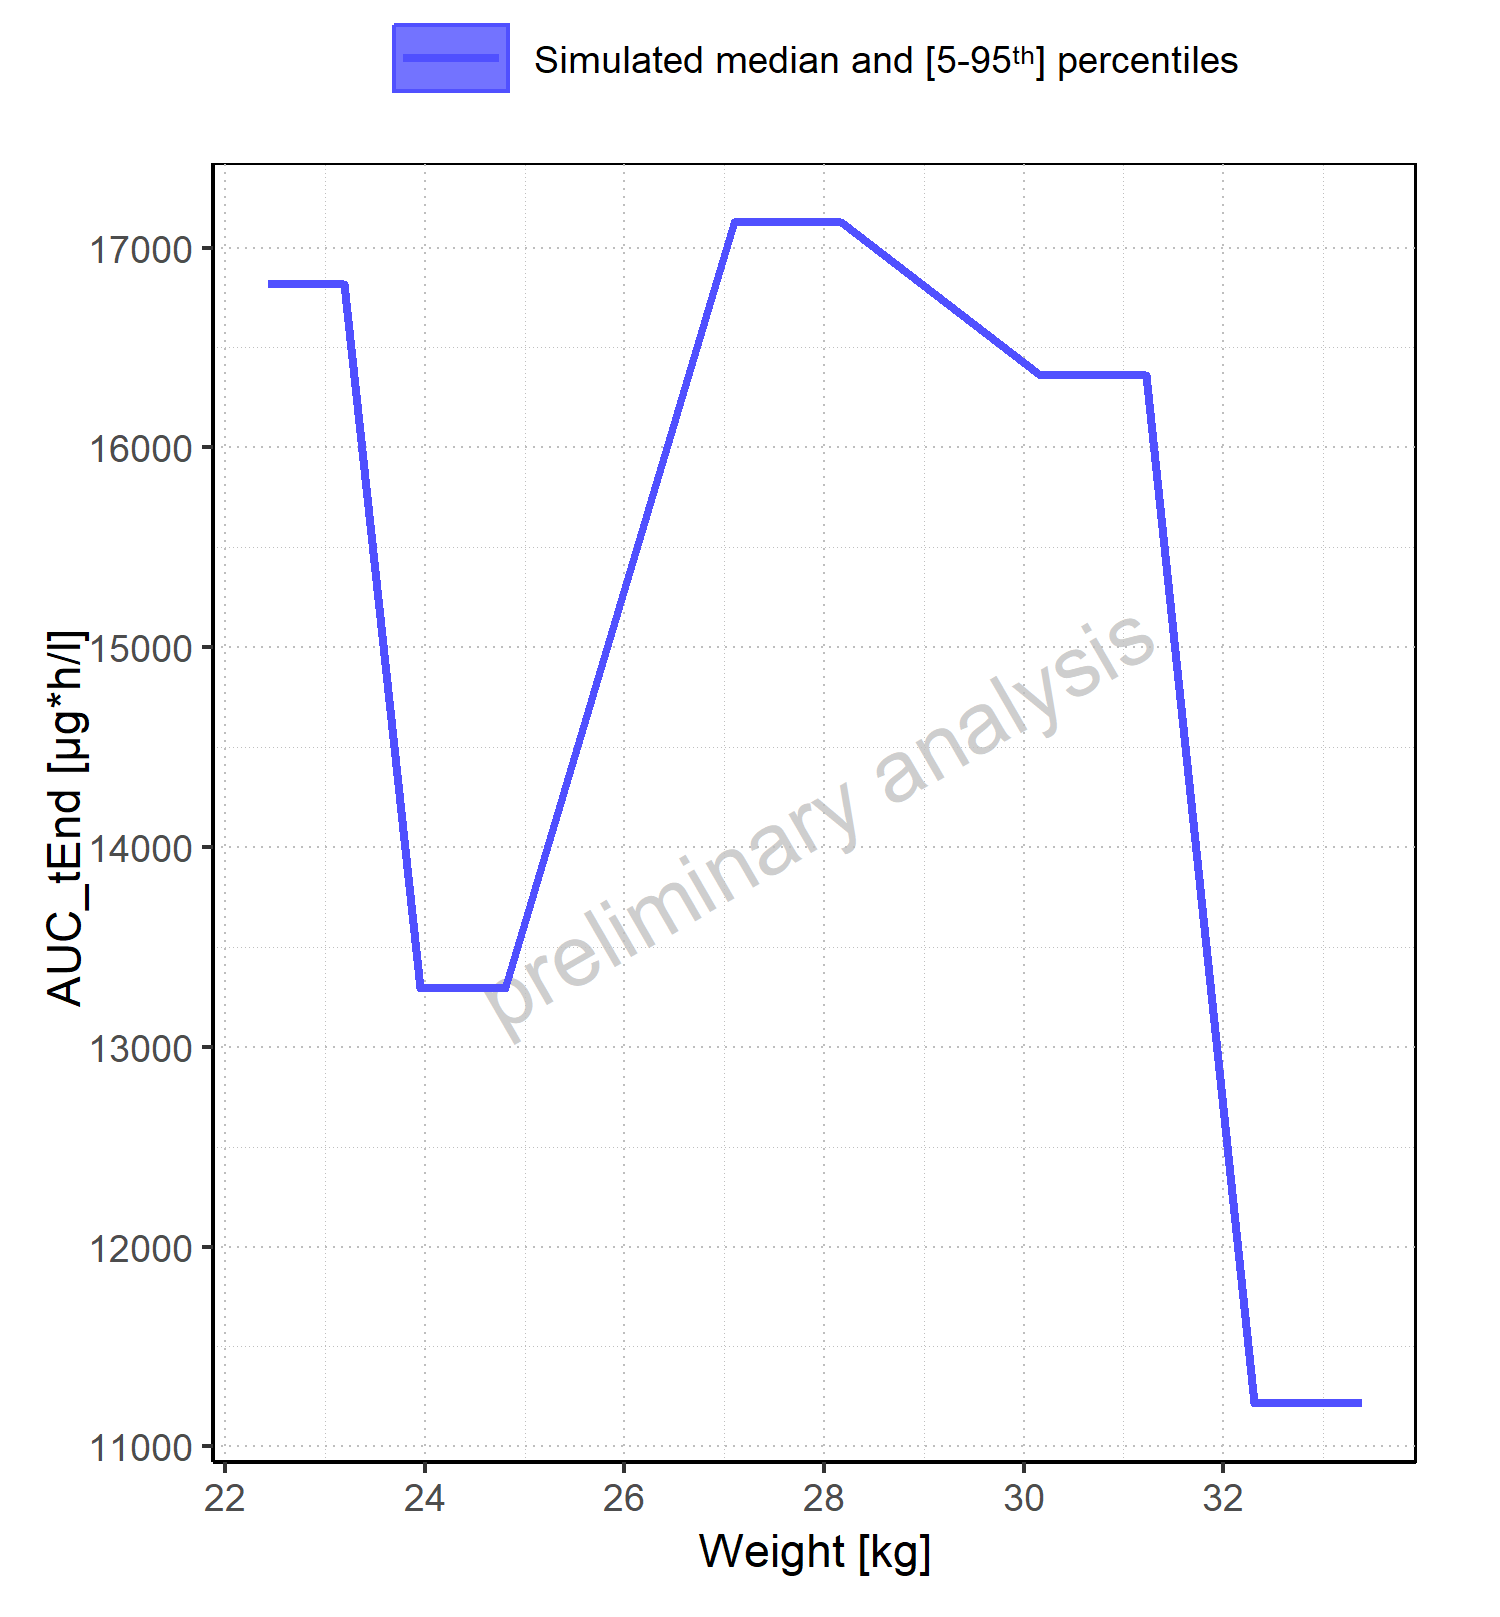 Simulated median and [5-95th] percentiles
17000
16000
15000
14000
13000
12000
11000
AUC_tEnd [µg*h/l]
preliminary analysis
22 24 26 28 30 32
Weight [kg]